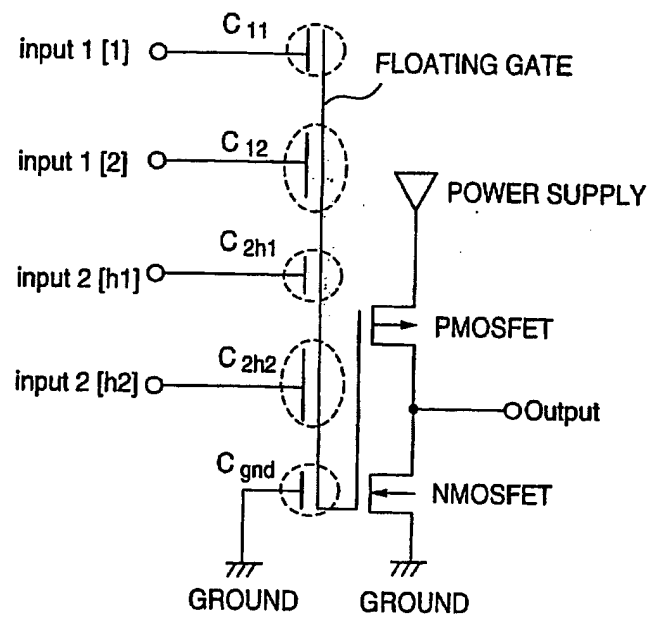 C11
input 1 [1]
FLOATING GATE
C12
input 1 [2]
POWER SUPPLY
C2h1
input 2 [h1]
PMOSFET
C2h2
input 2 [h2]
Output
Cgnd
NMOSFET
GROUND
GROUND